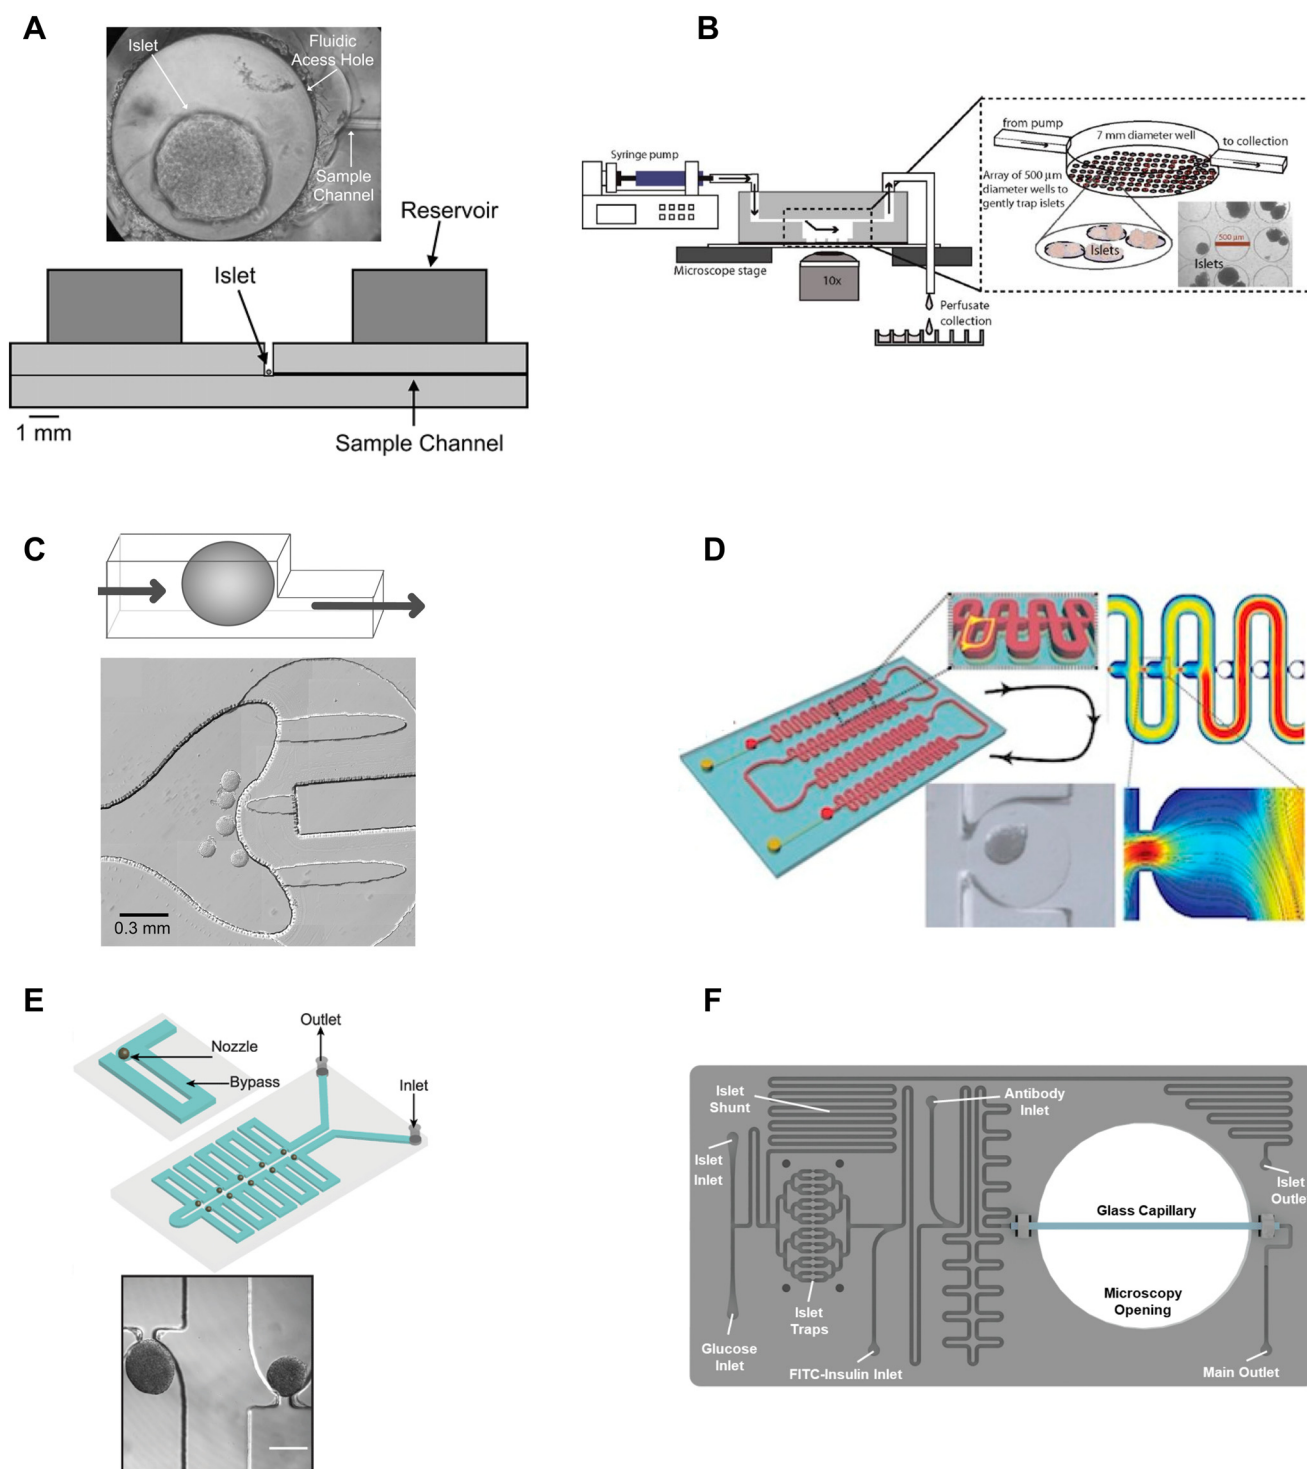 A
Islet
Fluidic
Acess Hole
Sample
Channel
Reservoir
Islet
1 mm
Sample Channel
B
Syringe pump
Microscope stage
10x
Perfusate
collection
from pump
7 mm diameter well
to collection
Array of 500 µm
diameter wells to
gently trap islets
Islets
500 µm
Islets
C
0.3 mm
D
E
Outlet
Nozzle
Bypass
Inlet
F
Islet
Shunt
Antibody
Inlet
Islet
Inlet
Islet
Outle
Glass Capillary
Microscopy
Opening
Islet
Traps
Glucose
Inlet
FITC-Insulin Inlet
Main Outlet